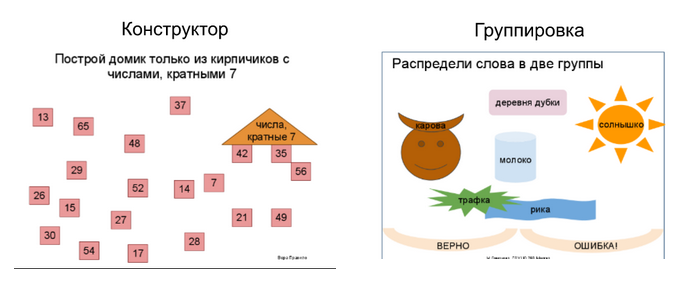 Конструктор
Построй домик только из кирпичиков с
числами, кратными 7
37
13
65
48
числа,
кратные 7
42
35
56
29
52
14
7
26
15
27
21
49
30
54
17
28
Группировка
Распредели слова в две группы
деревня дубки
карова
солнышко
молоко
трафка
рика
ВЕРНО
ОШИБКА!